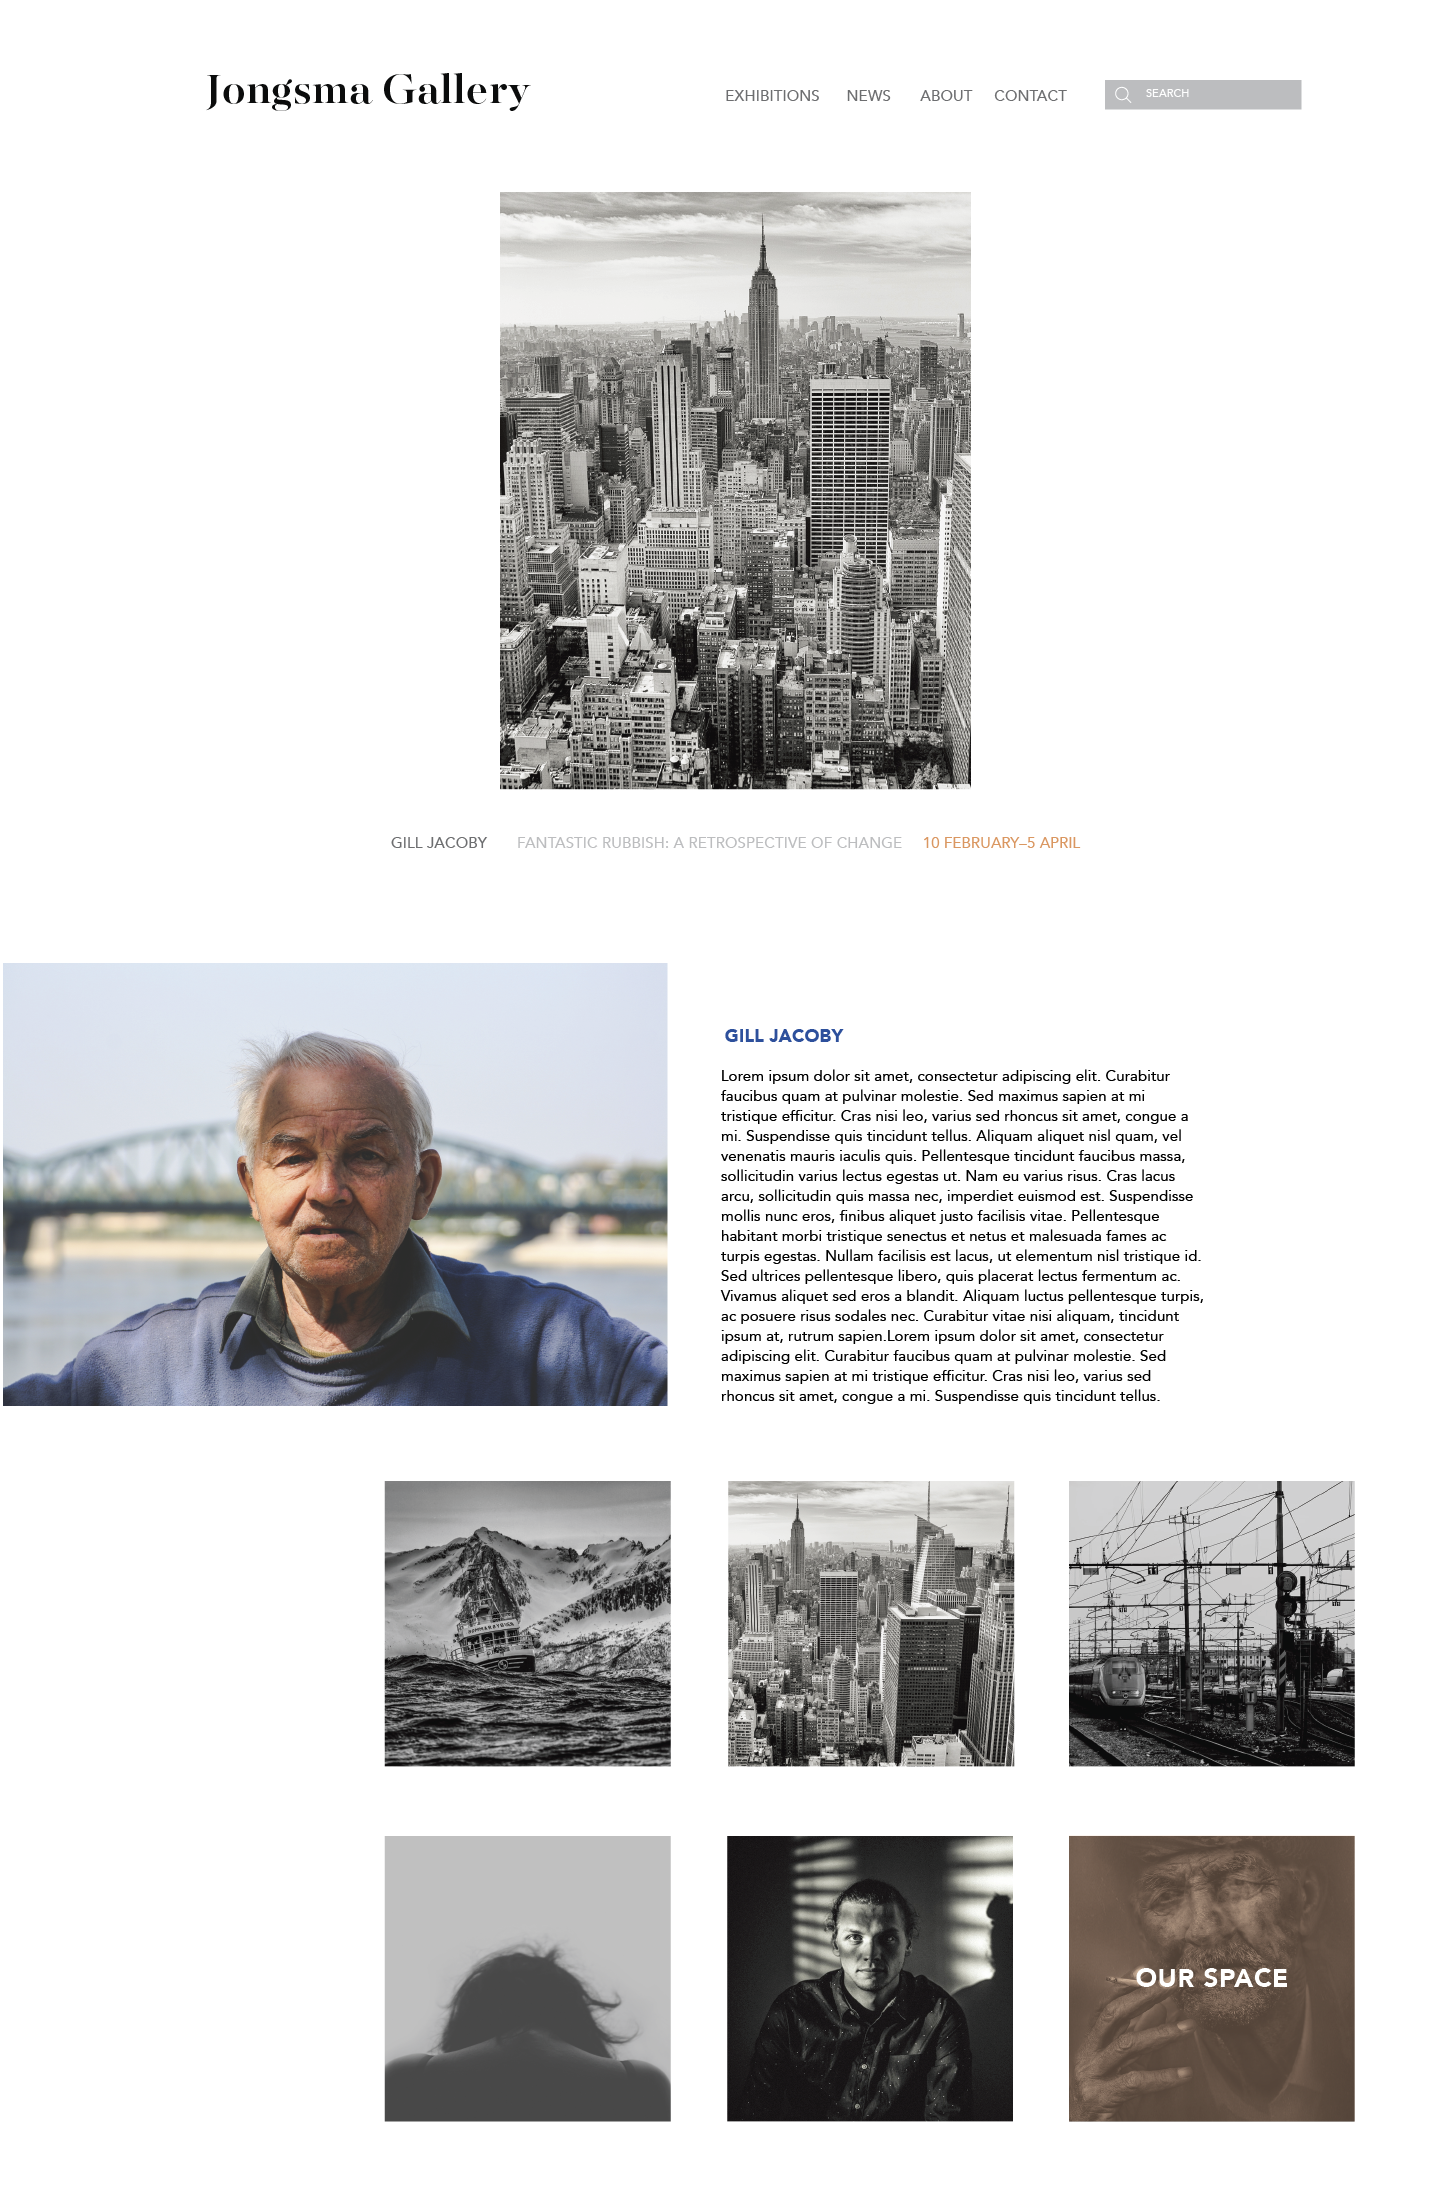 Jongsma Gallery
EXHIBITIONS NEWS ABOUT CONTACT
SEARCH
GILL JACOBY FANTASTIC RUBBISH: A RETROSPECTIVE OF CHANGE 10 FEBRUARY–5 APRIL
GILL JACOBY
Lorem ipsum dolor sit amet, consectetur adipiscing elit. Curabitur
faucibus quam at pulvinar molestie. Sed maximus sapien at mi
tristique efficitur. Cras nisi leo, varius sed rhoncus sit amet, congue a
mi. Suspendisse quis tincidunt tellus. Aliquam aliquet nisl quam, vel
venenatis mauris iaculis quis. Pellentesque tincidunt faucibus massa,
sollicitudin varius lectus egestas ut. Nam eu varius risus. Cras lacus
arcu, sollicitudin quis massa nec, imperdiet euismod est. Suspendisse
mollis nunc eros, finibus aliquet justo facilisis vitae. Pellentesque
habitant morbi tristique senectus et netus et malesuada fames ac
turpis egestas. Nullam facilisis est lacus, ut elementum nisl tristique id.
Sed ultrices pellentesque libero, quis placerat lectus fermentum ac.
Vivamus aliquet sed eros a blandit. Aliquam luctus pellentesque turpis,
ac posuere risus sodales nec. Curabitur vitae nisi aliquam, tincidunt
ipsum at, rutrum sapien.Lorem ipsum dolor sit amet, consectetur
adipiscing elit. Curabitur faucibus quam at pulvinar molestie. Sed
maximus sapien at mi tristique efficitur. Cras nisi leo, varius sed
rhoncus sit amet, congue a mi. Suspendisse quis tincidunt tellus.
OUR SPACE